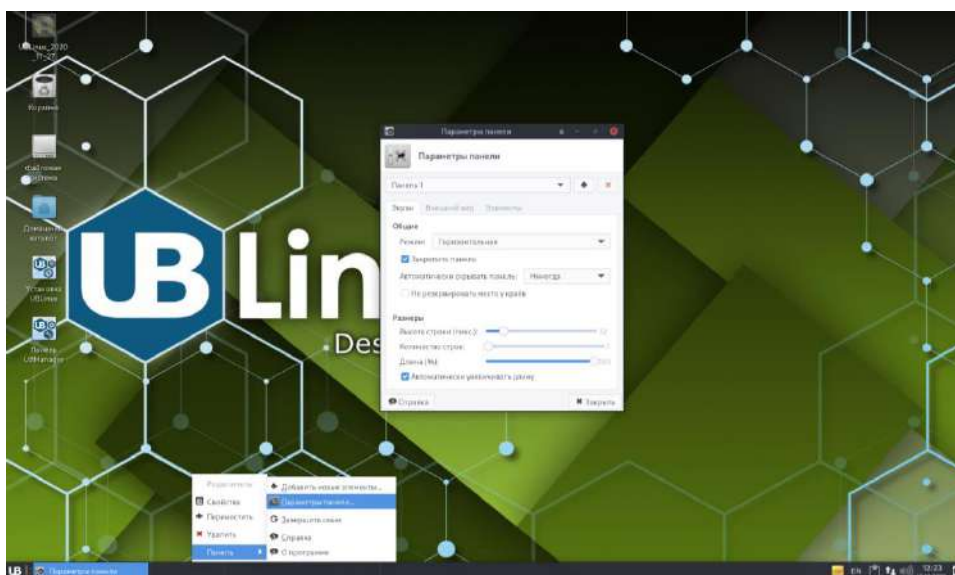 Корзина
Домашний
каталог
Установка
UBLinux
Панель
UBManager
UB Lin
Des
Параметры панели
Параметры панели
Панель 1
Экран Внешний вид Элементы
Общие
Режим: Горизонтальная
Закрепить панель
Автоматически скрывать панель: Никогда
Не резервировать место у краёв
Размеры
Высота строки (пикс.):
Количество строк:
Длина (%):
Автоматически увеличивать длину
Справка Закрыть
Разделитель
Свойства
Переместить
Удалить
Панель
Добавить новые элементы...
Параметры панели...
Завершить сеанс
Справка
О программе
UB Параметры панели
EN 12:23